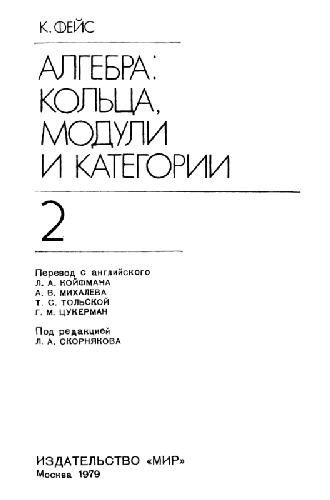 К. ФЕЙС
АЛГЕБРА:
КОЛЬЦА,
МОДУЛИ
И КАТЕГОРИИ
2
Перевод с английского
Л. А. КОЙФМАНА
А. В. МИХАЛЕВА
Т. С. ТОЛЬСКОЙ
Г. М. ЦУКЕРМАН
Под редакцией
Л. А. СКОРНЯКОВА
ИЗДАТЕЛЬСТВО «МИР»
Москва 1979